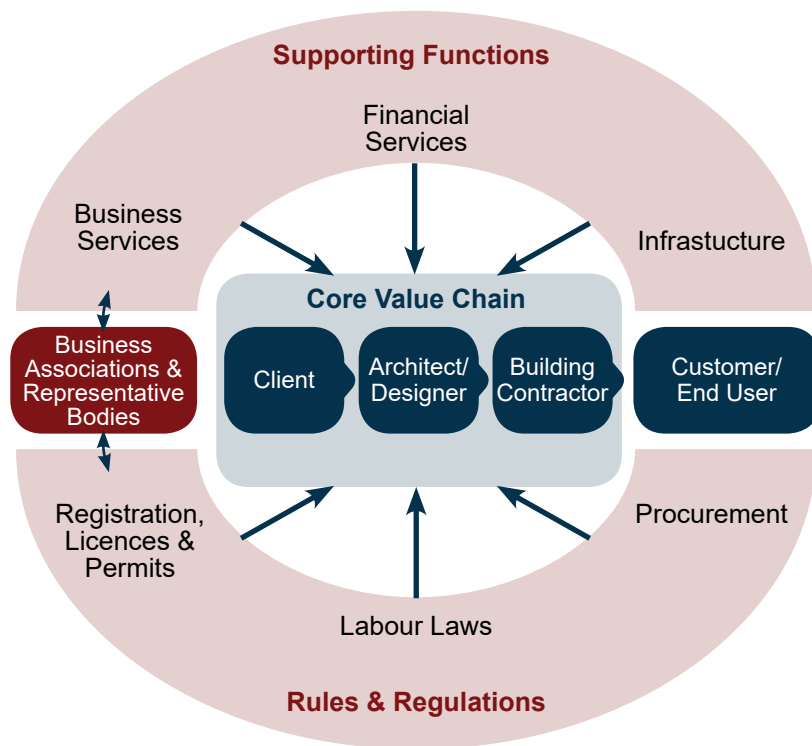 Supporting Functions
Financial
Services
Business
Services
Infrastucture
Core Value Chain
Business
Associations &
Representative
Bodies
Client
Architect/
Designer
Building
Contractor
Customer/
End User
Registration,
Licences &
Permits
Procurement
Labour Laws
Rules & Regulations